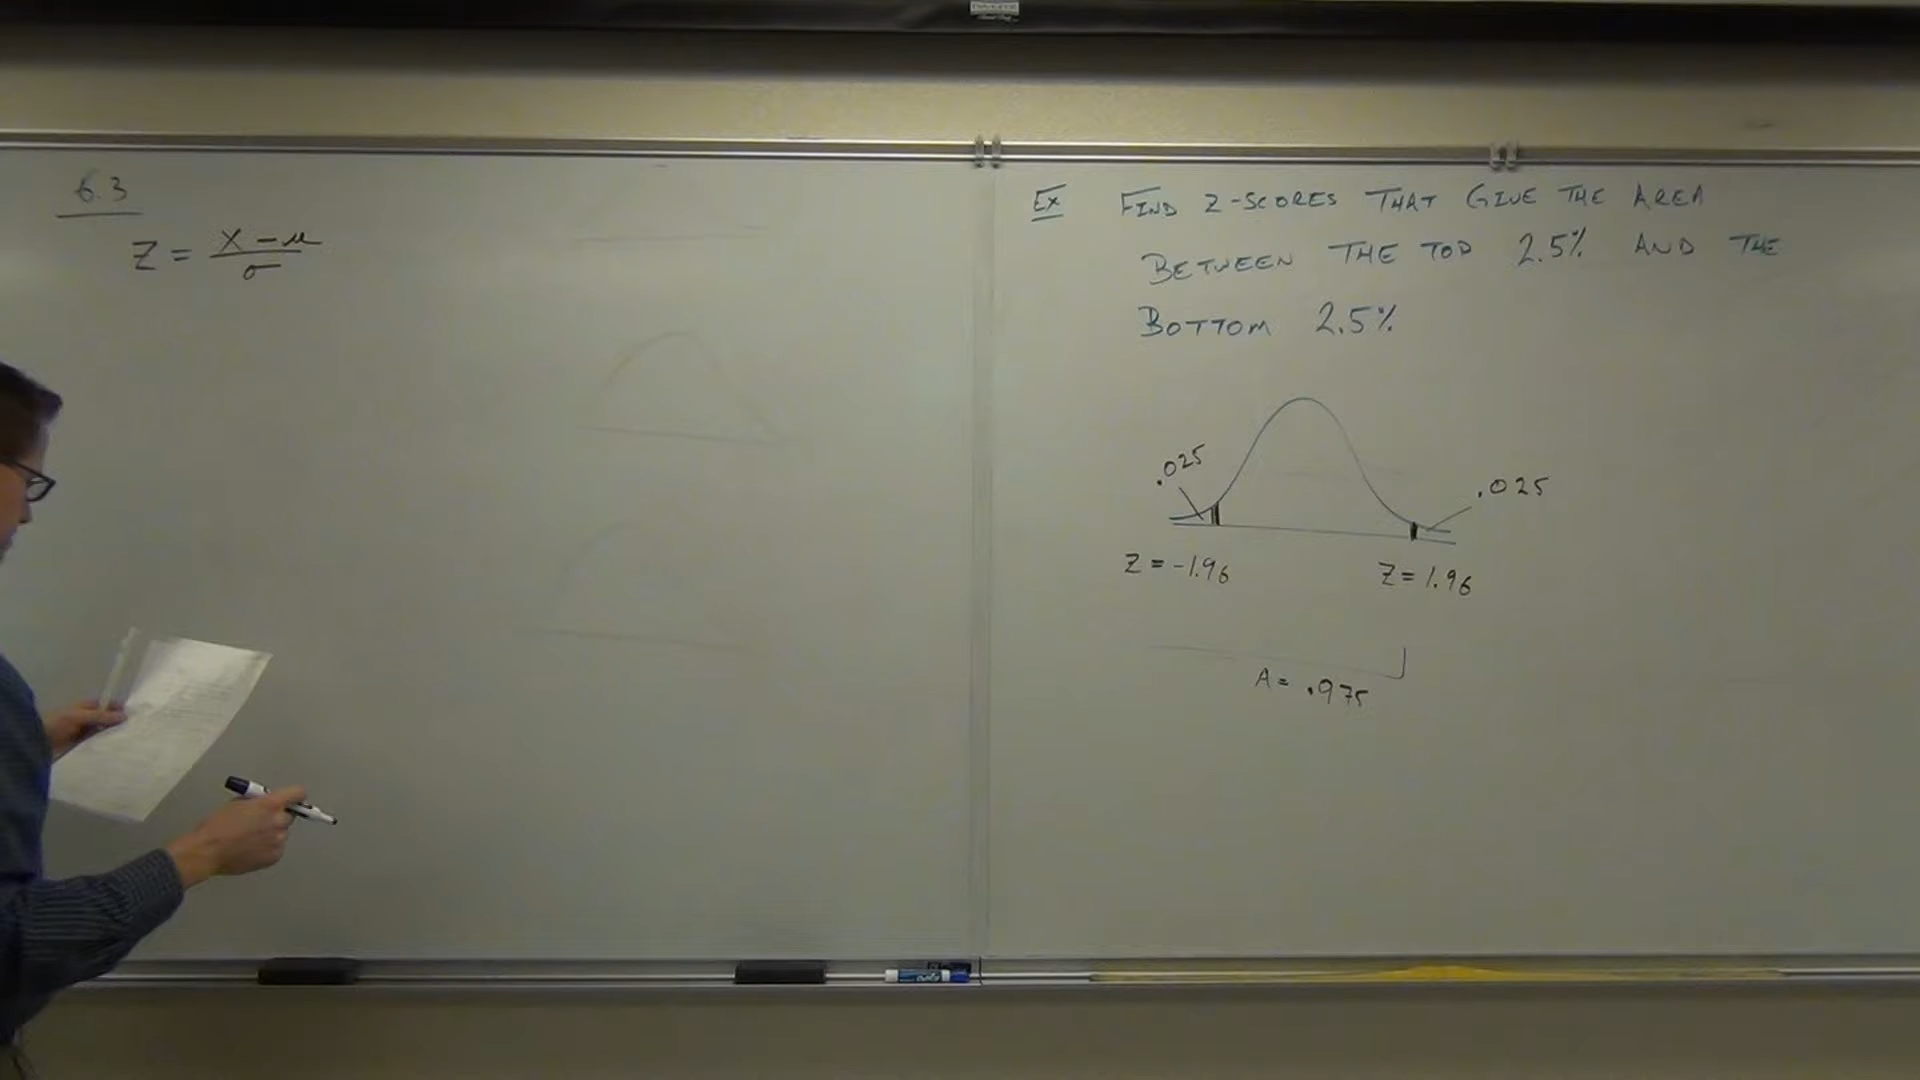 6.3
Z = X - μ / σ
Ex FIND Z-SCORES THAT GIVE THE AREA
BETWEEN THE TOP 2.5% AND THE
BOTTOM 2.5%
.025
.025
Z = -1.96
Z = 1.96
A = .975